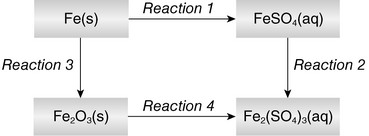 Fe(s) Reaction 1 FeSO₄(aq)
Reaction 3 Reaction 2
Fe₂O₃(s) Reaction 4 Fe₂(SO₄)₃(aq)